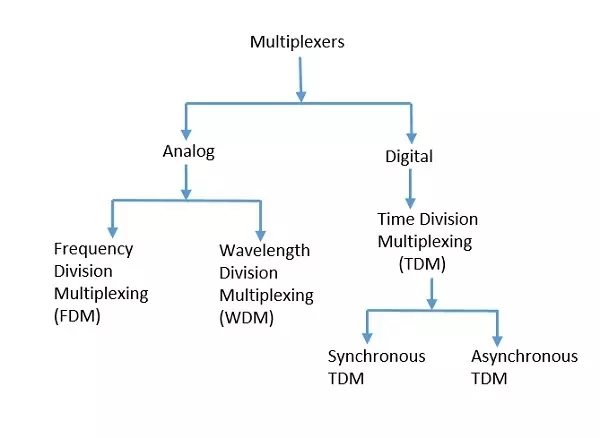 Multiplexers
Analog
Digital
Frequency
Division
Multiplexing
(FDM)
Wavelength
Division
Multiplexing
(WDM)
Time Division
Multiplexing
(TDM)
Synchronous
TDM
Asynchronous
TDM